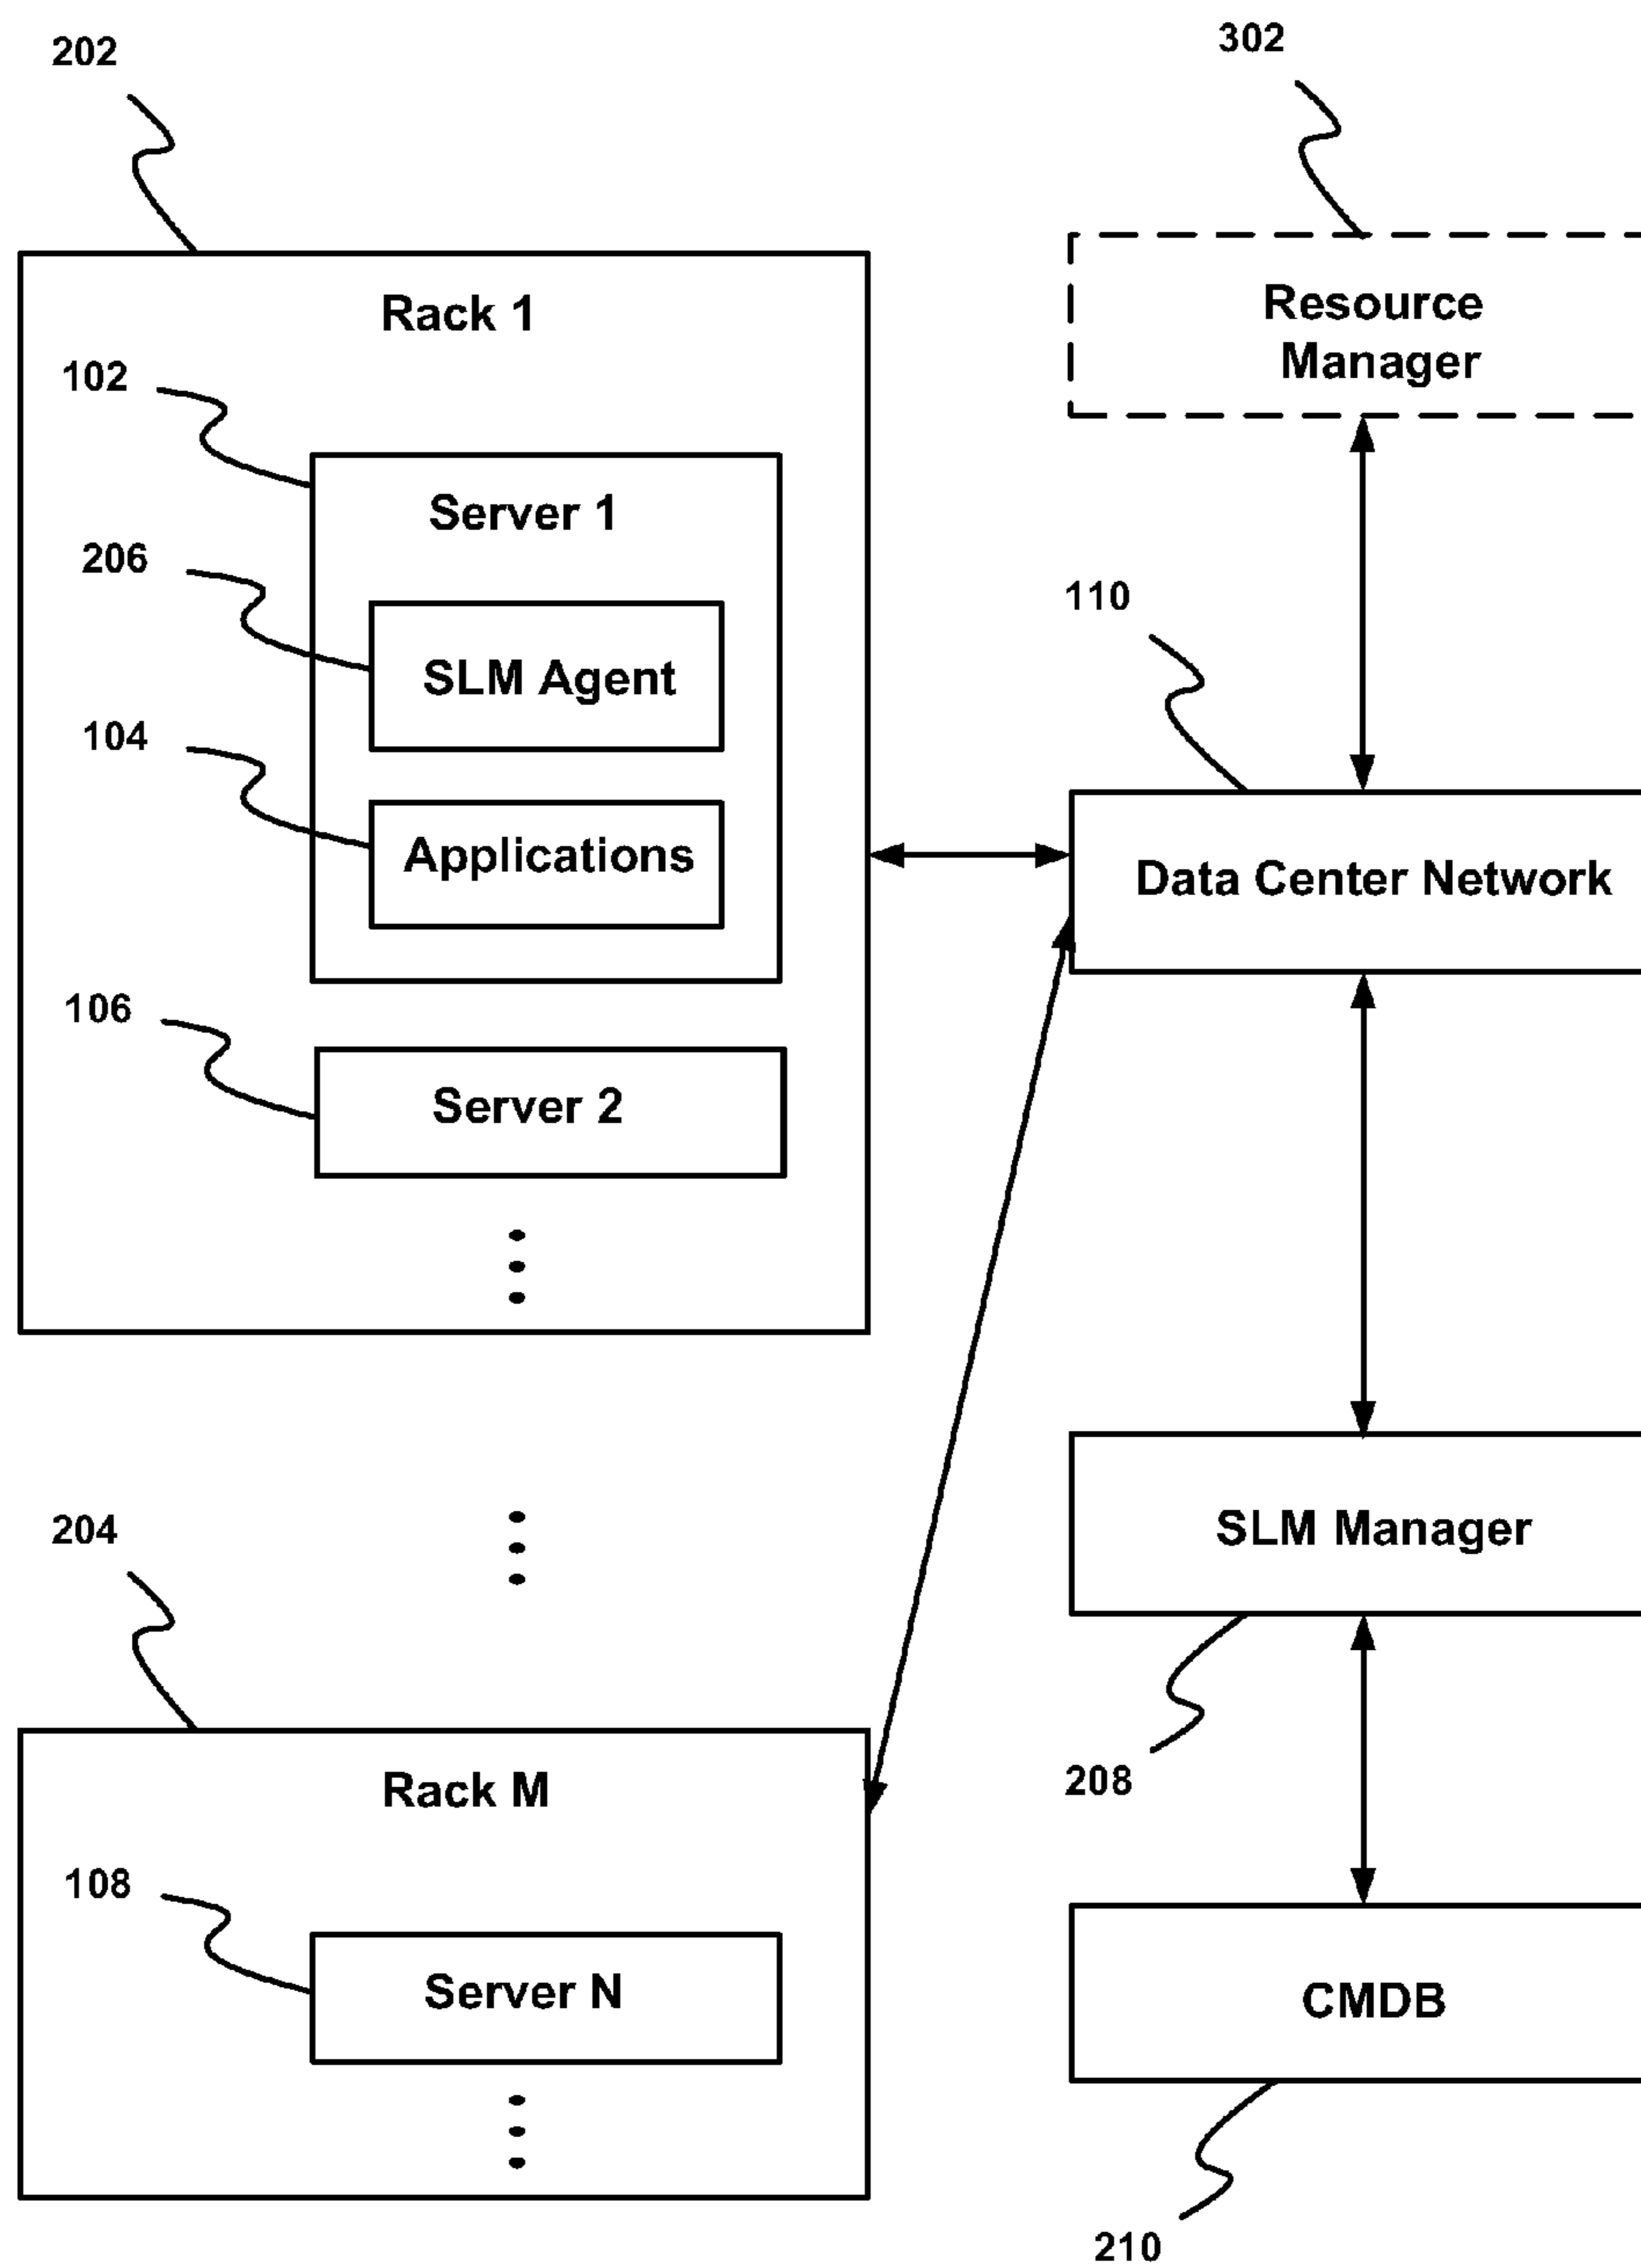 202
302
Rack 1
Resource
Manager
102
Server 1
206
SLM Agent
110
104
Applications
Data Center Network
106
Server 2
204
SLM Manager
Rack M
208
108
Server N
CMDB
210